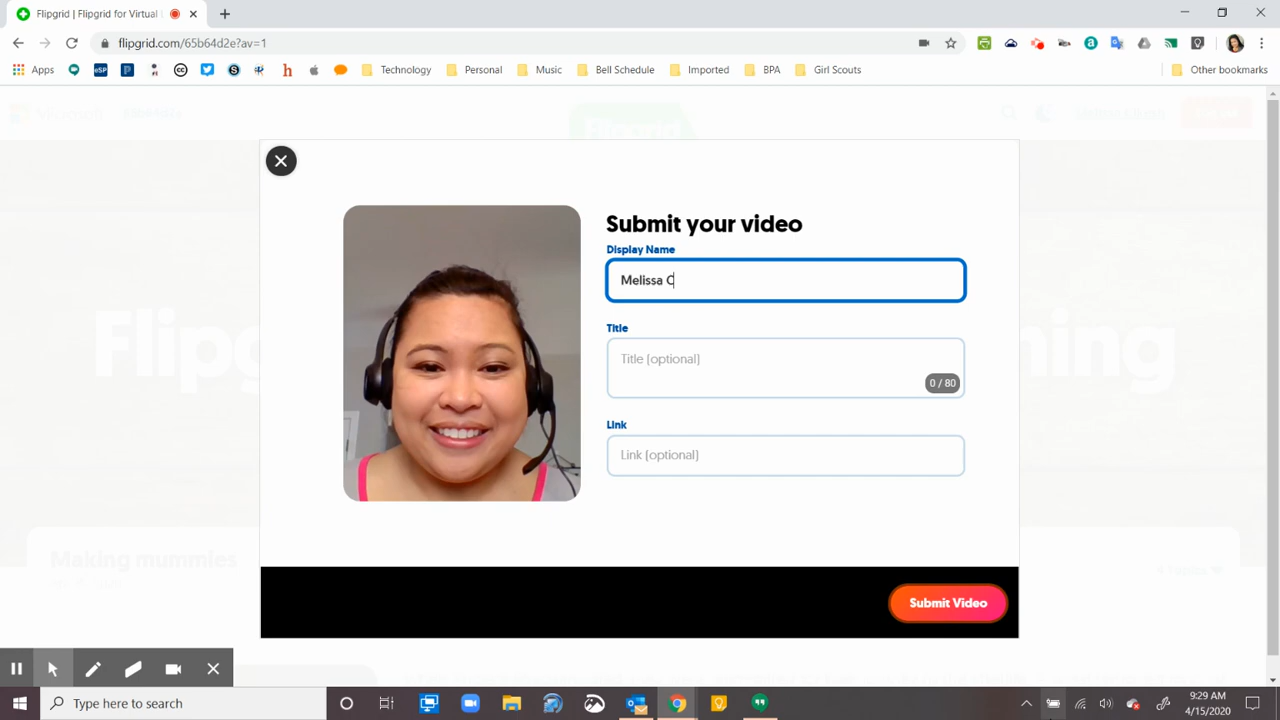 Flipgrid | Flipgrid for Virtual L
flipgrid.com/65b64d2e?av=1
Apps
Technology
Personal
Music
Bell Schedule
Imported
BPA
Girl Scouts
Other bookmarks
Microsoft
Flipgrid
Submit your video
Display Name
Melissa C
Title
Title (optional)
0 / 80
Link
Link (optional)
Making mummies
Submit Video
Type here to search
9:29 AM
4/15/2020